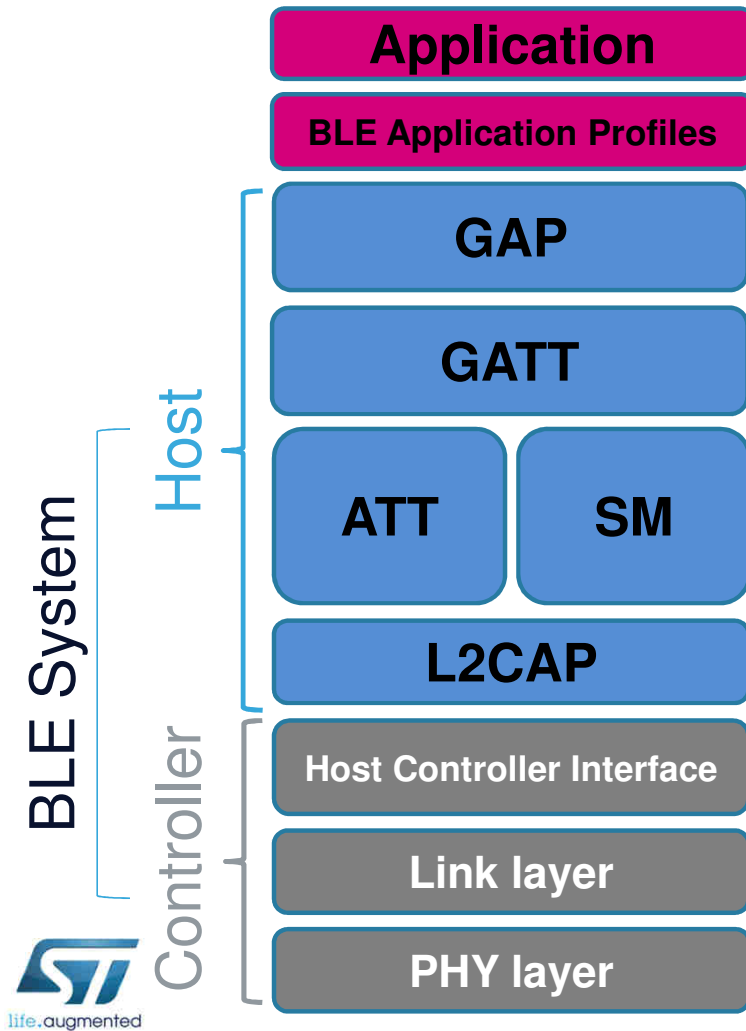 Application
BLE Application Profiles
GAP
GATT
ATT SM
L2CAP
Host Controller Interface
Link layer
PHY layer
Host
Controller
BLE System
ST
life.augmented